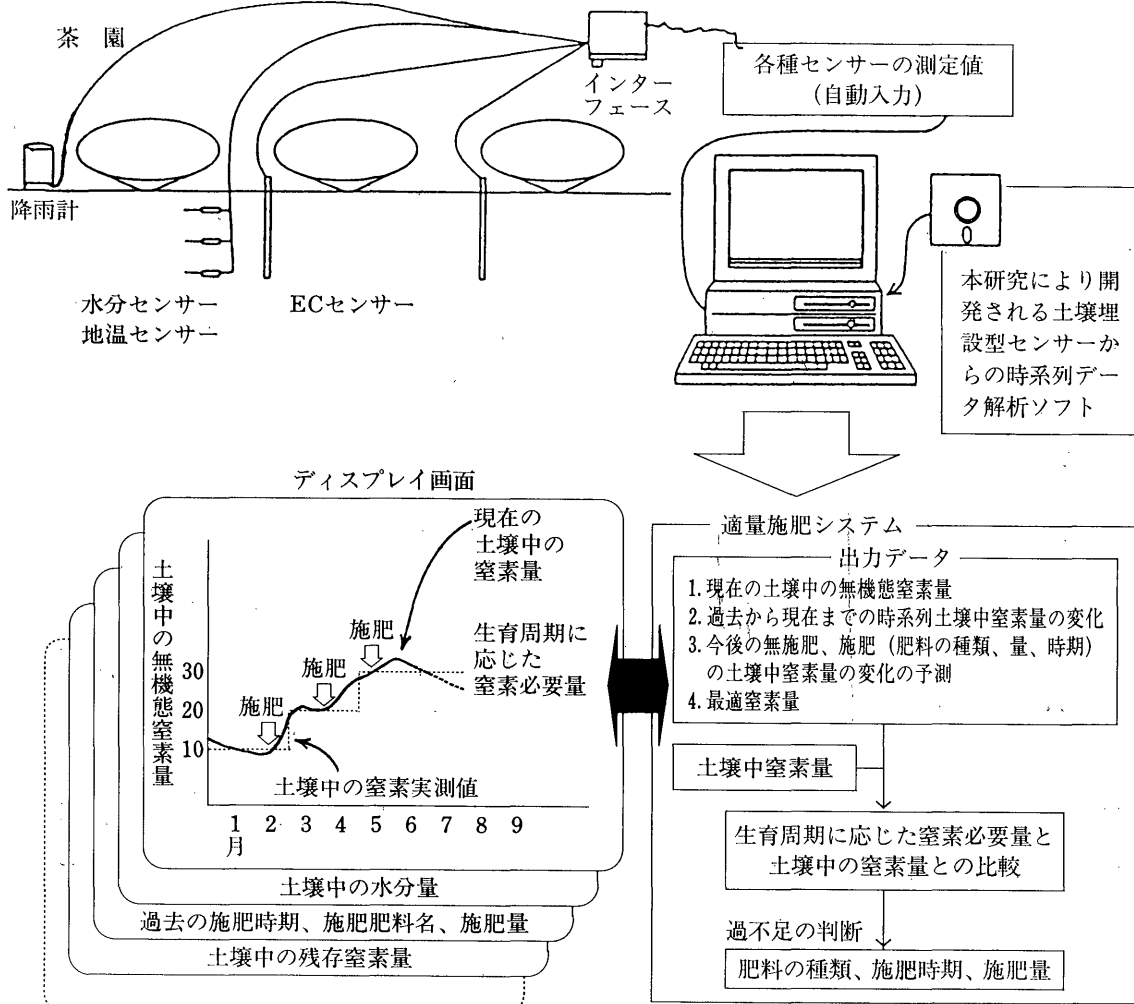 茶 園
インター
フェース
各種センサーの測定値
(自動入力)
降雨計
水分センサー
地温センサー
ECセンサー
本研究により開
発される土壌埋
設型センサーか
らの時系列デー
タ解析ソフト
ディスプレイ画面
土壌中の無機態窒素量
現在の
土壌中の
窒素量
施肥
施肥
施肥
生育周期に
応じた
窒素必要量
30
20
10
土壌中の窒素実測値
1 2 3 4 5 6 7 8 9
月
土壌中の水分量
過去の施肥時期、施肥肥料名、施肥量
土壌中の残存窒素量
適量施肥システム
出力データ
1. 現在の土壌中の無機態窒素量
2. 過去から現在までの時系列土壌中窒素量の変化
3. 今後の無施肥、施肥(肥料の種類、量、時期)
の土壌中窒素量の変化の予測
4. 最適窒素量
土壌中窒素量
生育周期に応じた窒素必要量と
土壌中の窒素量との比較
過不足の判断
肥料の種類、施肥時期、施肥量